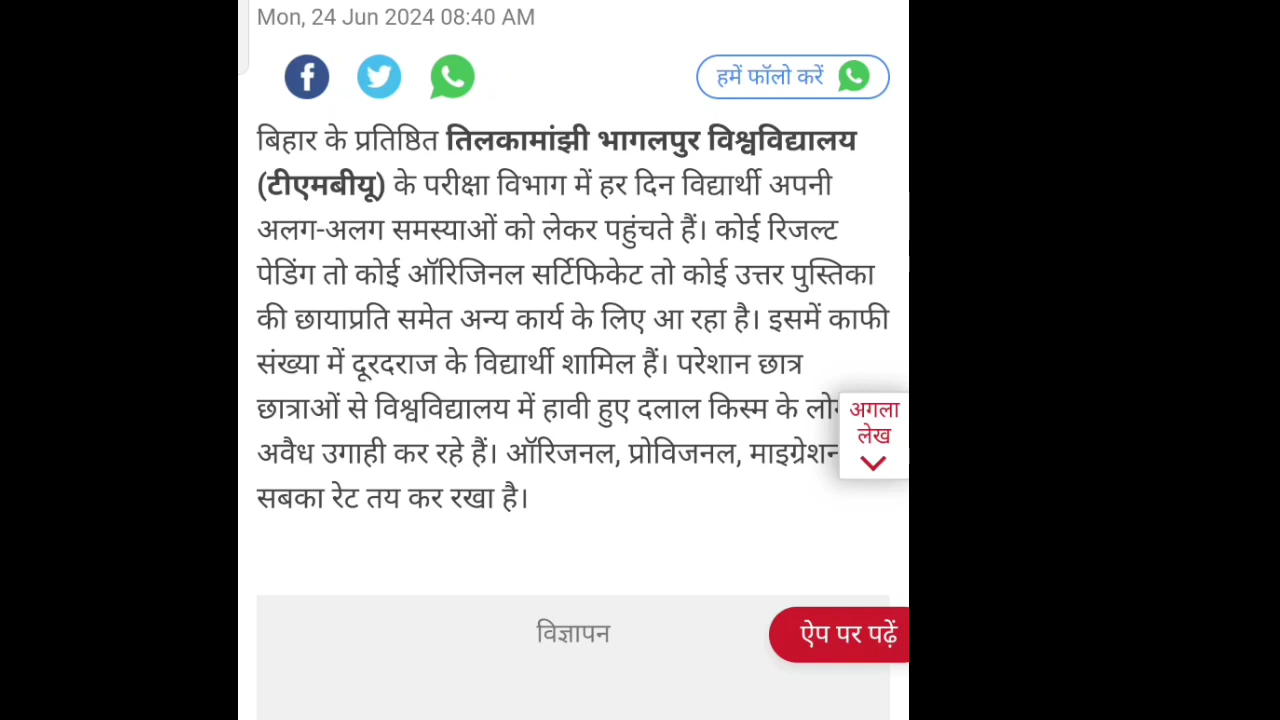 Mon, 24 Jun 2024 08:40 AM
हमें फॉलो करें
बिहार के प्रतिष्ठित तिलकामांझी भागलपुर विश्वविद्यालय
(टीएमबीयू) के परीक्षा विभाग में हर दिन विद्यार्थी अपनी
अलग-अलग समस्याओं को लेकर पहुंचते हैं। कोई रिजल्ट
पेडिंग तो कोई ऑरिजिनल सर्टिफिकेट तो कोई उत्तर पुस्तिका
की छायाप्रति समेत अन्य कार्य के लिए आ रहा है। इसमें काफी
संख्या में दूरदराज के विद्यार्थी शामिल हैं। परेशान छात्र
छात्राओं से विश्वविद्यालय में हावी हुए दलाल किस्म के
अवैध उगाही कर रहे हैं। ऑरिजनल, प्रोविजनल, माइग्रेशन
सबका रेट तय कर रखा है।
अगला
लेख
विज्ञापन
ऐप पर पढ़ें